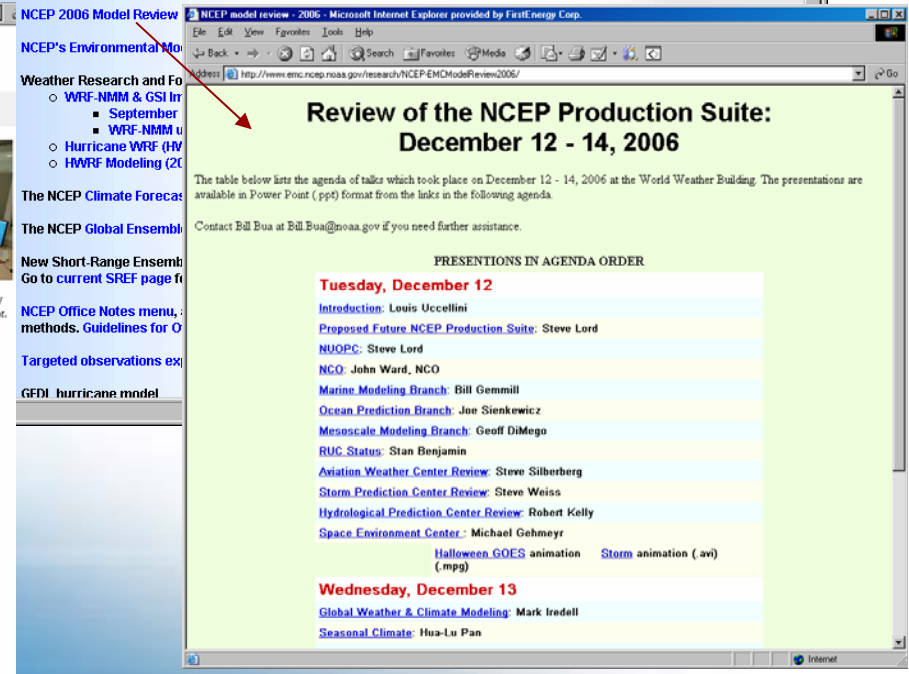 NCEP 2006 Model Review
NCEP's Environmental Mo
Weather Research and Fo
WRF-NMM & GSI Im
September
WRF-NMM u
Hurricane WRF (HW
HWRF Modeling (20
The NCEP Climate Forecas
The NCEP Global Ensembl
New Short-Range Ensemb
Go to current SREF page f
NCEP Office Notes menu,
methods. Guidelines for O
Targeted observations exp
GFDL hurricane model
NCEP model review - 2006 - Microsoft Internet Explorer provided by FirstEnergy Corp.
File Edit View Favorites Tools Help
Back Search Favorites Media
Address http://www.emc.ncep.noaa.gov/research/NCEP-EMCModelReview2006/ Go
Review of the NCEP Production Suite:
December 12 - 14, 2006
The table below lists the agenda of talks which took place on December 12 - 14, 2006 at the World Weather Building. The presentations are
available in Power Point (.ppt) format from the links in the following agenda.
Contact Bill Bua at Bill.Bua@noaa.gov if you need further assistance.
PRESENTIONS IN AGENDA ORDER
Tuesday, December 12
Introduction: Louis Uccellini
Proposed Future NCEP Production Suite: Steve Lord
NUOPC: Steve Lord
NCO: John Ward, NCO
Marine Modeling Branch: Bill Gemmill
Ocean Prediction Branch: Joe Sienkewicz
Mesoscale Modeling Branch: Geoff DiMego
RUC Status: Stan Benjamin
Aviation Weather Center Review: Steve Silberberg
Storm Prediction Center Review: Steve Weiss
Hydrological Prediction Center Review: Robert Kelly
Space Environment Center : Michael Gehmeyr
Halloween GOES animation Storm animation (.avi)
(.mpg)
Wednesday, December 13
Global Weather & Climate Modeling: Mark Iredell
Seasonal Climate: Hua-Lu Pan
Internet